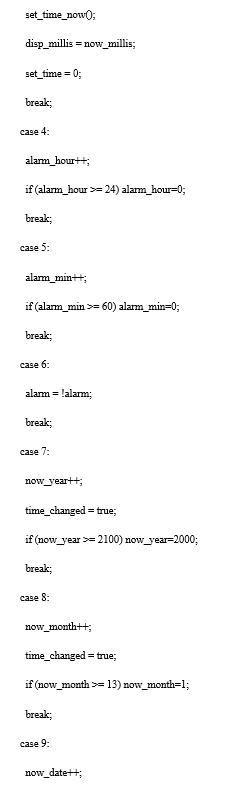 set_time_now();
disp_millis = now_millis;
set_time = 0;
break;
case 4:
alarm_hour++;
if (alarm_hour >= 24) alarm_hour=0;
break;
case 5:
alarm_min++;
if (alarm_min >= 60) alarm_min=0;
break;
case 6:
alarm = !alarm;
break;
case 7:
now_year++;
time_changed = true;
if (now_year >= 2100) now_year=2000;
break;
case 8:
now_month++;
time_changed = true;
if (now_month >= 13) now_month=1;
break;
case 9:
now_date++;